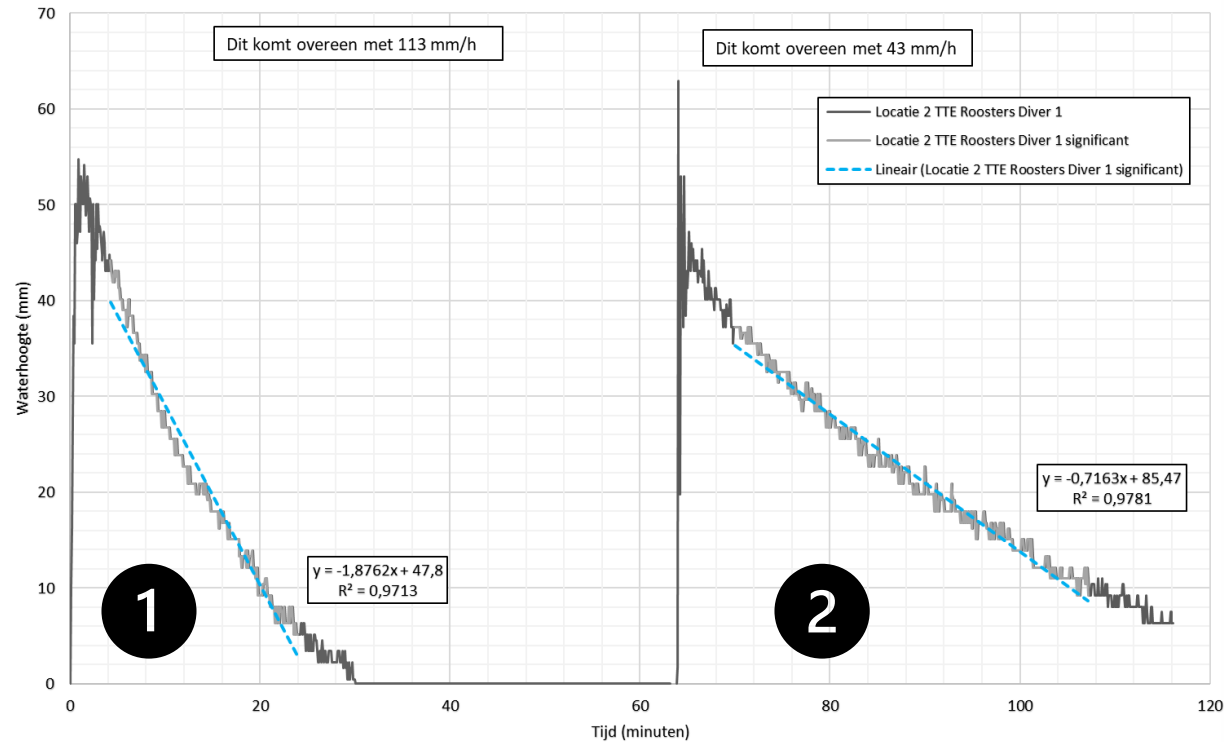 70
60
50
40
30
20
10
0
Waterhoogte (mm)
Dit komt overeen met 113 mm/h
Dit komt overeen met 43 mm/h
Locatie 2 TTE Roosters Diver 1
Locatie 2 TTE Roosters Diver 1 significant
Lineair (Locatie 2 TTE Roosters Diver 1 significant)
y = -0,7163x + 85,47
R² = 0,9781
y = -1,8762x + 47,8
R² = 0,9713
1
2
0 20 40 60 80 100 120
Tijd (minuten)